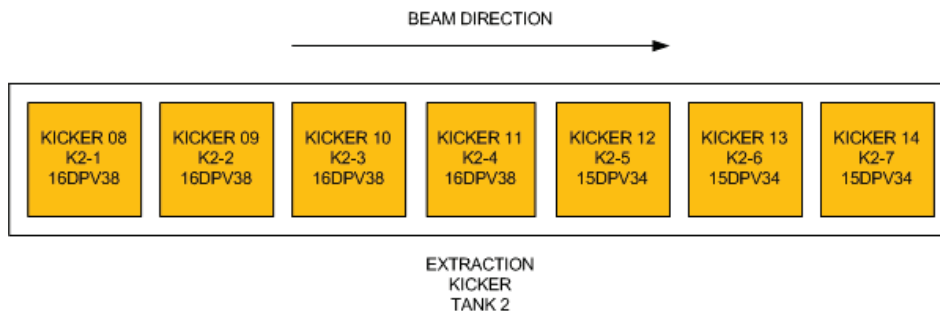 BEAM DIRECTION
KICKER 08
K2-1
16DPV38
KICKER 09
K2-2
16DPV38
KICKER 10
K2-3
16DPV38
KICKER 11
K2-4
16DPV38
KICKER 12
K2-5
15DPV34
KICKER 13
K2-6
15DPV34
KICKER 14
K2-7
15DPV34
EXTRACTION
KICKER
TANK 2